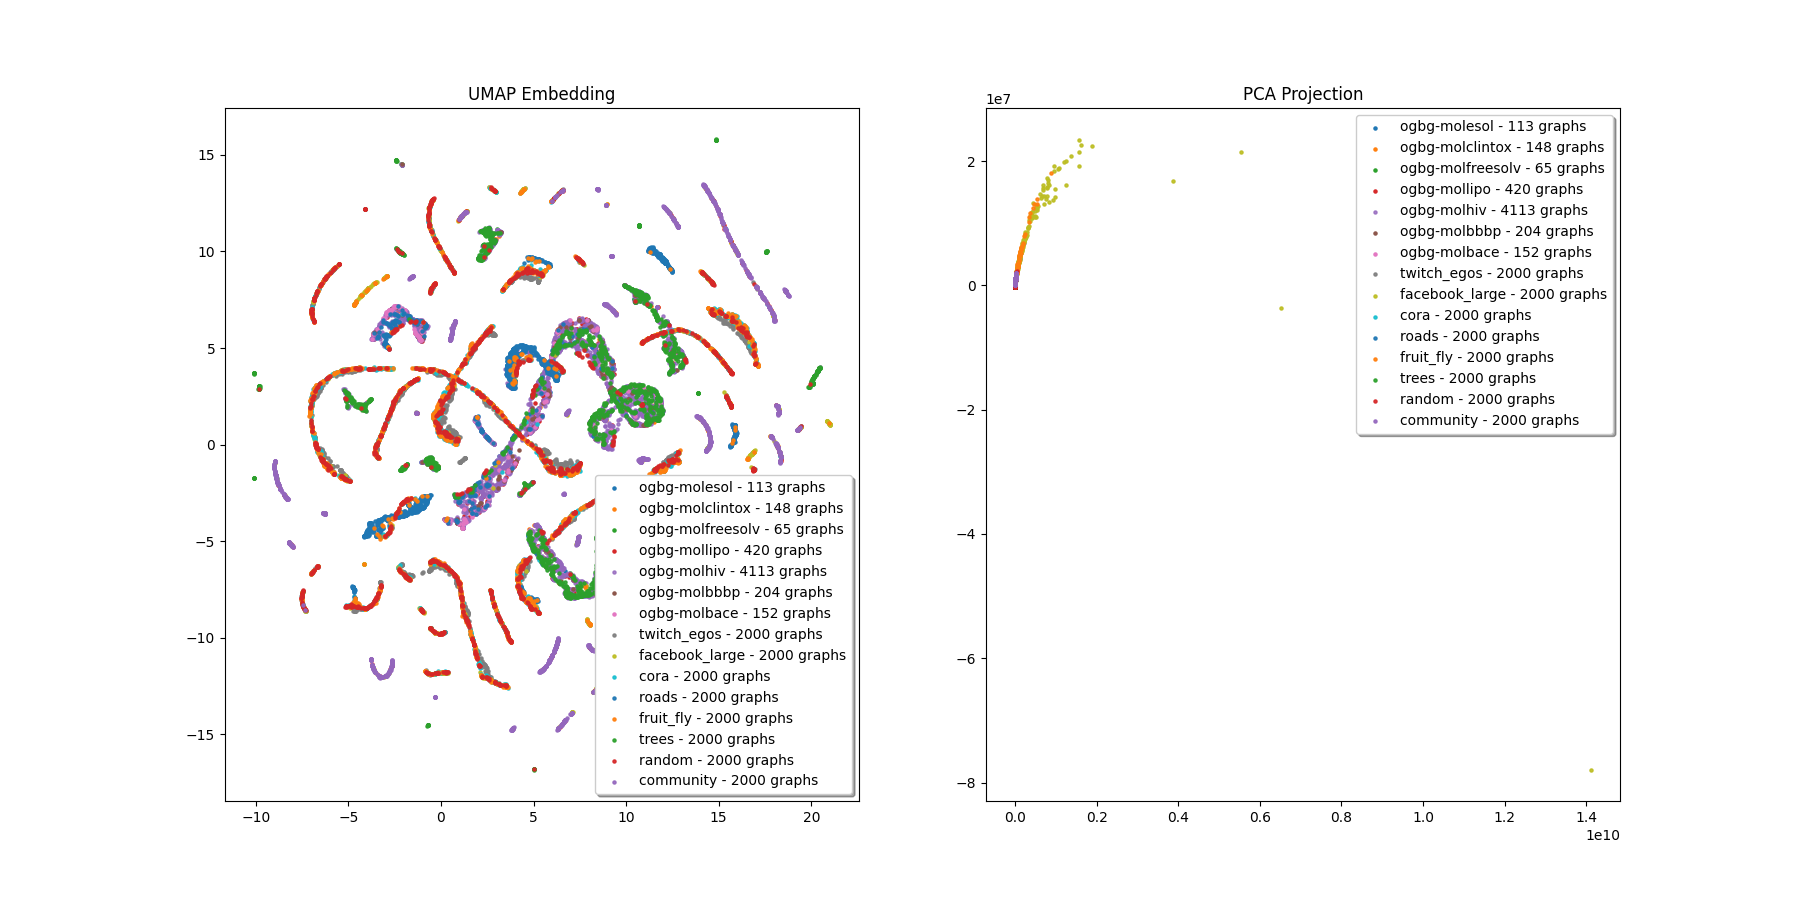 UMAP Embedding
15
10
5
0
−5
−10
−15
−10
−5
0
5
10
15
20
ogbg-molesol - 113 graphs
ogbg-molclintox - 148 graphs
ogbg-molfreesolv - 65 graphs
ogbg-mollipo - 420 graphs
ogbg-molhiv - 4113 graphs
ogbg-molbbbp - 204 graphs
ogbg-molbace - 152 graphs
twitch_egos - 2000 graphs
facebook_large - 2000 graphs
cora - 2000 graphs
roads - 2000 graphs
fruit_fly - 2000 graphs
trees - 2000 graphs
random - 2000 graphs
community - 2000 graphs
PCA Projection
1e7
2
0
−2
−4
−6
−8
0.0
0.2
0.4
0.6
0.8
1.0
1.2
1.4
1e10
ogbg-molesol - 113 graphs
ogbg-molclintox - 148 graphs
ogbg-molfreesolv - 65 graphs
ogbg-mollipo - 420 graphs
ogbg-molhiv - 4113 graphs
ogbg-molbbbp - 204 graphs
ogbg-molbace - 152 graphs
twitch_egos - 2000 graphs
facebook_large - 2000 graphs
cora - 2000 graphs
roads - 2000 graphs
fruit_fly - 2000 graphs
trees - 2000 graphs
random - 2000 graphs
community - 2000 graphs